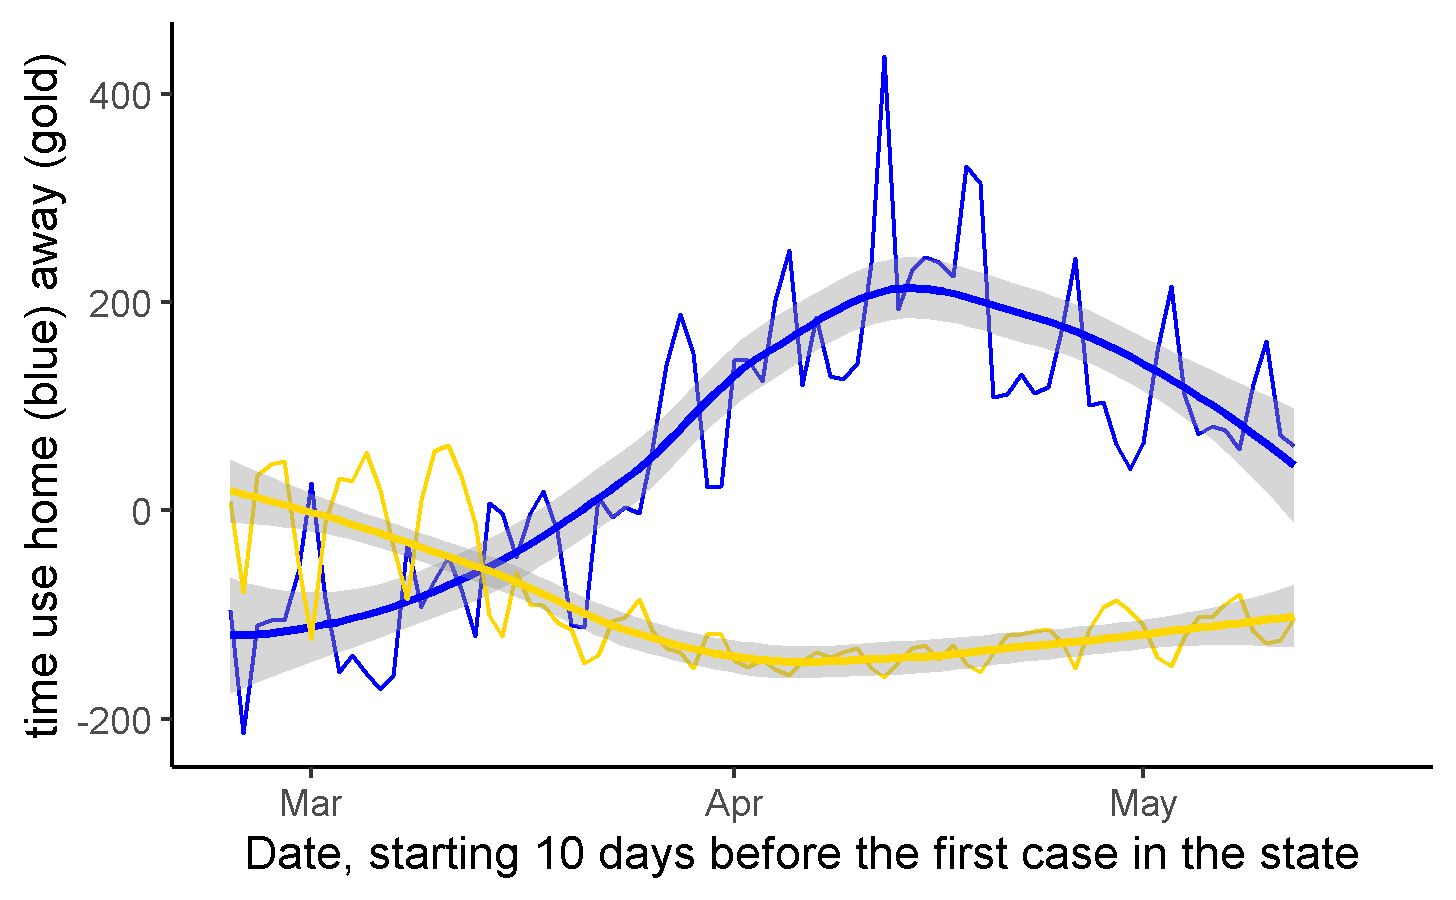 time use home (blue) away (gold)
400
200
0
-200
Mar Apr May
Date, starting 10 days before the first case in the state